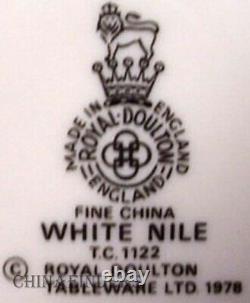 MADE IN ENGLAND
ROYAL·DOULTON
ENGLAND
FINE CHINA
WHITE NILE
T.C. 1122
© ROYAL DOULTON
TABLEWARE LTD. 1978